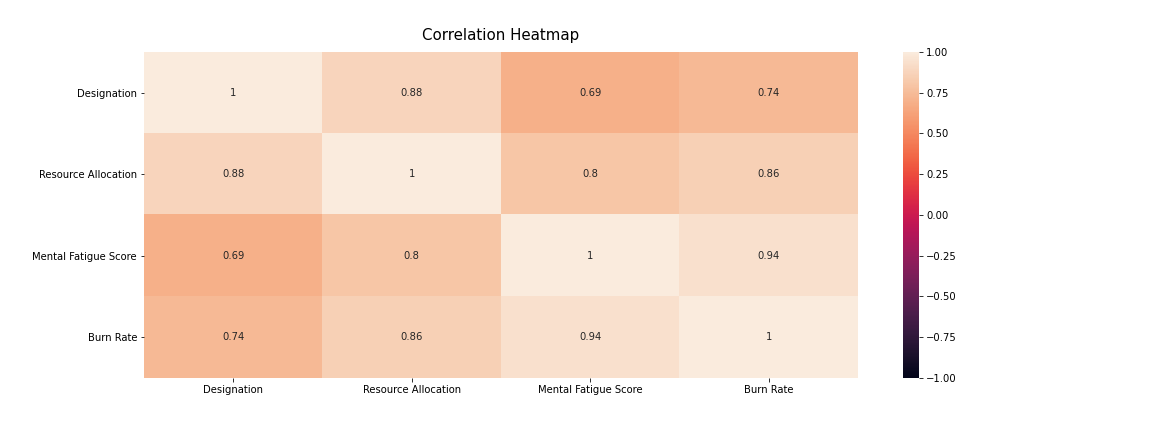 Correlation Heatmap
Designation 1 0.88 0.69 0.74
Resource Allocation 0.88 1 0.8 0.86
Mental Fatigue Score 0.69 0.8 1 0.94
Burn Rate 0.74 0.86 0.94 1
Designation Resource Allocation Mental Fatigue Score Burn Rate
1.00
0.75
0.50
0.25
0.00
−0.25
−0.50
−0.75
−1.00